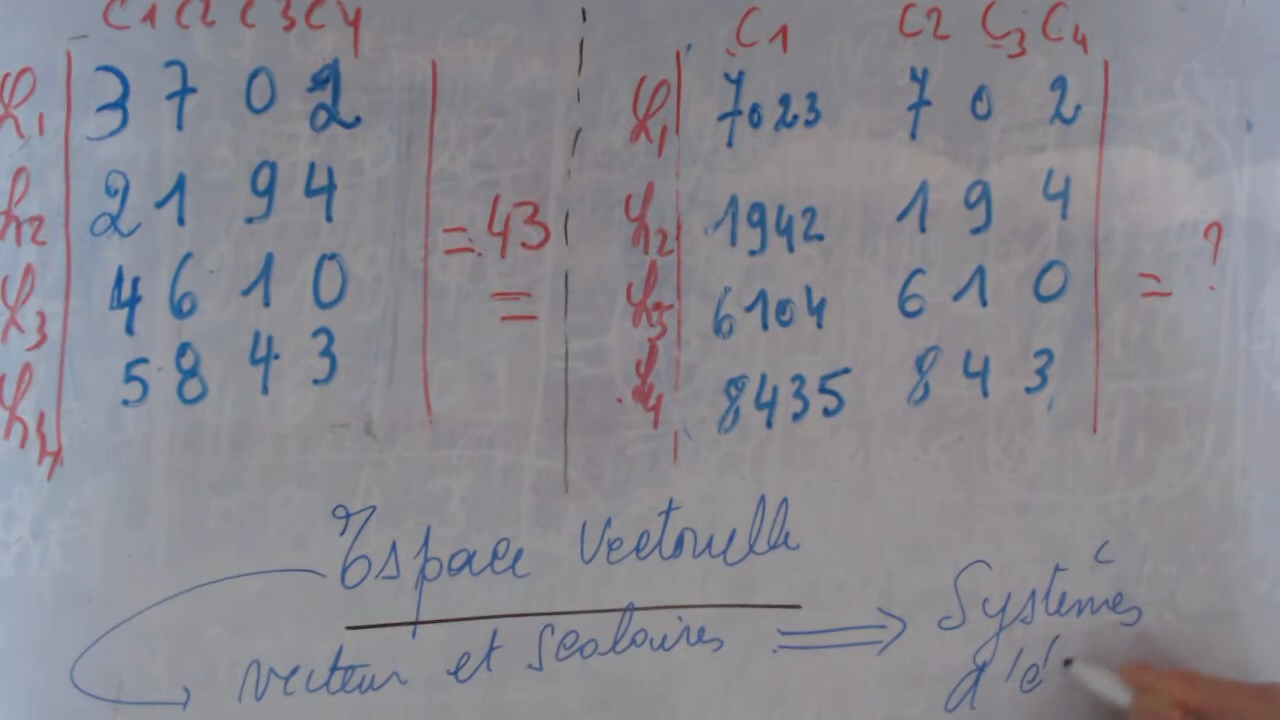 C1 C2 C3 C4
L1 3 7 0 2
L2 2 1 9 4
L3 4 6 1 0
L4 5 8 4 3
= 43
C1 C2 C3 C4
L1 7023 7 0 2
L2 1942 1 9 4
L3 6104 6 1 0
L4 8435 8 4 3
= ?
Espace Vectorielle
vecteur et scalaires ⟹ Systèmes
d'é